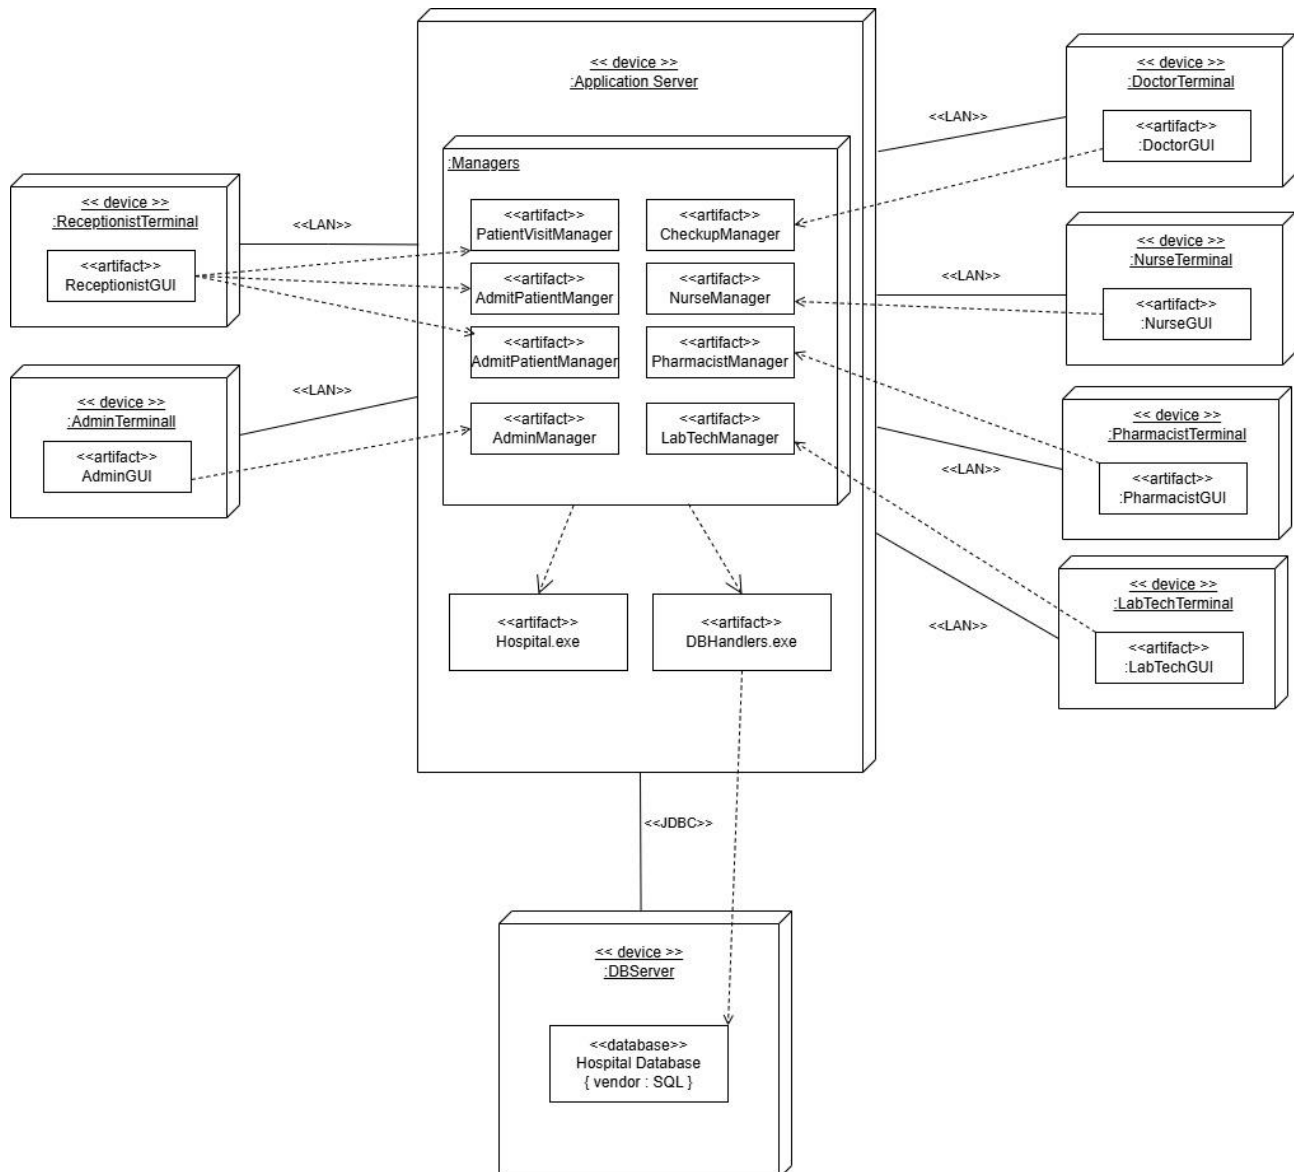 << device >>
:Application Server
:Managers
<<artifact>>
PatientVisitManager
<<artifact>>
CheckupManager
<<artifact>>
AdmitPatientManger
<<artifact>>
NurseManager
<<artifact>>
AdmitPatientManager
<<artifact>>
PharmacistManager
<<artifact>>
AdminManager
<<artifact>>
LabTechManager
<<artifact>>
Hospital.exe
<<artifact>>
DBHandlers.exe
<< device >>
:ReceptionistTerminal
<<artifact>>
ReceptionistGUI
<<LAN>>
<< device >>
:AdminTerminall
<<artifact>>
AdminGUI
<<LAN>>
<< device >>
:DoctorTerminal
<<artifact>>
:DoctorGUI
<<LAN>>
<< device >>
:NurseTerminal
<<artifact>>
:NurseGUI
<<LAN>>
<< device >>
:PharmacistTerminal
<<artifact>>
:PharmacistGUI
<<LAN>>
<< device >>
:LabTechTerminal
<<artifact>>
:LabTechGUI
<<LAN>>
<<JDBC>>
<< device >>
:DBServer
<<database>>
Hospital Database
{ vendor : SQL }